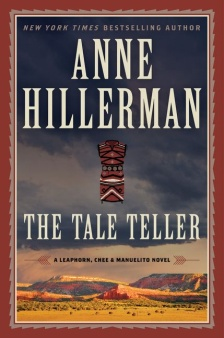 NEW YORK TIMES BESTSELLING AUTHOR
ANNE
HILLERMAN
THE TALE TELLER
A LEAPHORN, CHEE & MANUELITO NOVEL